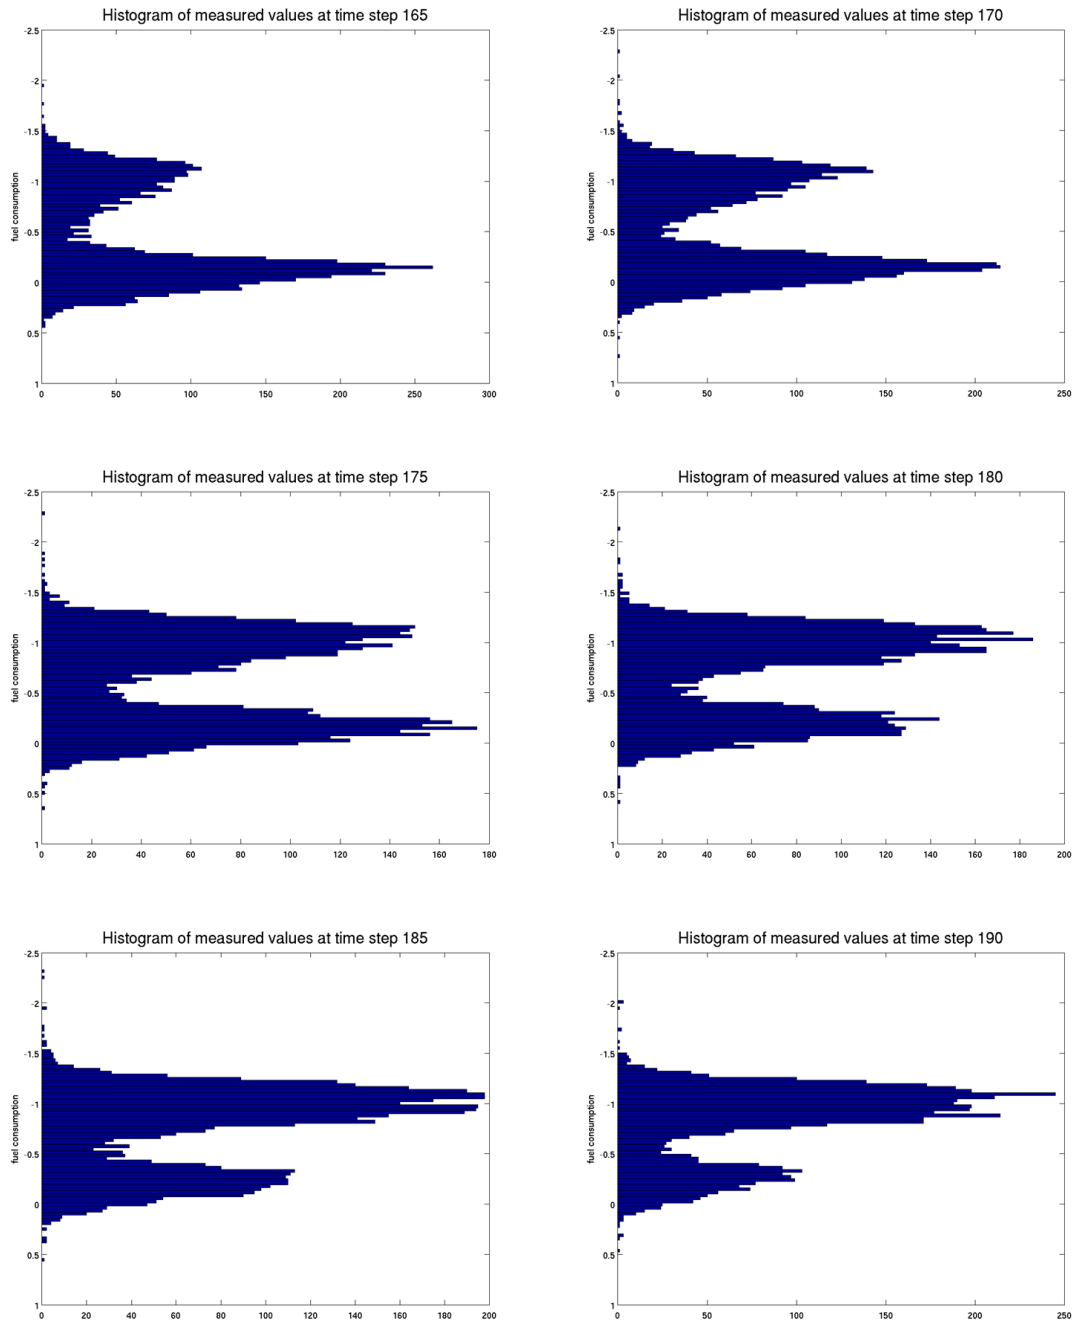 Histogram of measured values at time step 165
-2.5
-2
-1.5
-1
-0.5
0
0.5
1
fuel consumption
0 50 100 150 200 250 300
Histogram of measured values at time step 170
-2.5
-2
-1.5
-1
-0.5
0
0.5
1
fuel consumption
0 50 100 150 200 250
Histogram of measured values at time step 175
-2.5
-2
-1.5
-1
-0.5
0
0.5
1
fuel consumption
0 20 40 60 80 100 120 140 160 180
Histogram of measured values at time step 180
-2.5
-2
-1.5
-1
-0.5
0
0.5
1
fuel consumption
0 20 40 60 80 100 120 140 160 180 200
Histogram of measured values at time step 185
-2.5
-2
-1.5
-1
-0.5
0
0.5
1
fuel consumption
0 20 40 60 80 100 120 140 160 180 200
Histogram of measured values at time step 190
-2.5
-2
-1.5
-1
-0.5
0
0.5
1
fuel consumption
0 50 100 150 200 250